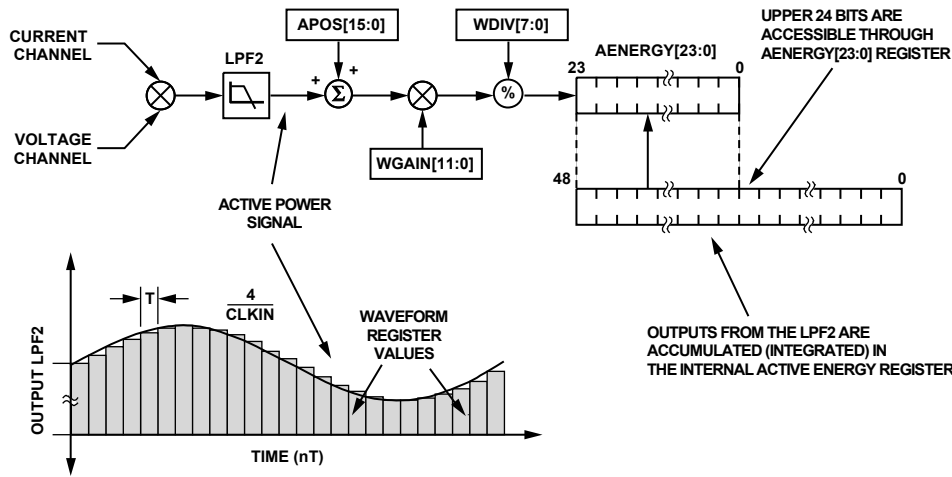 CURRENT
CHANNEL
VOLTAGE
CHANNEL
LPF2
APOS[15:0]
+
+
Σ
WGAIN[11:0]
WDIV[7:0]
%
AENERGY[23:0]
23
0
UPPER 24 BITS ARE
ACCESSIBLE THROUGH
AENERGY[23:0] REGISTER
48
0
ACTIVE POWER
SIGNAL
OUTPUTS FROM THE LPF2 ARE
ACCUMULATED (INTEGRATED) IN
THE INTERNAL ACTIVE ENERGY REGISTER
OUTPUT LPF2
T
4
CLKIN
WAVEFORM
REGISTER
VALUES
TIME (nT)